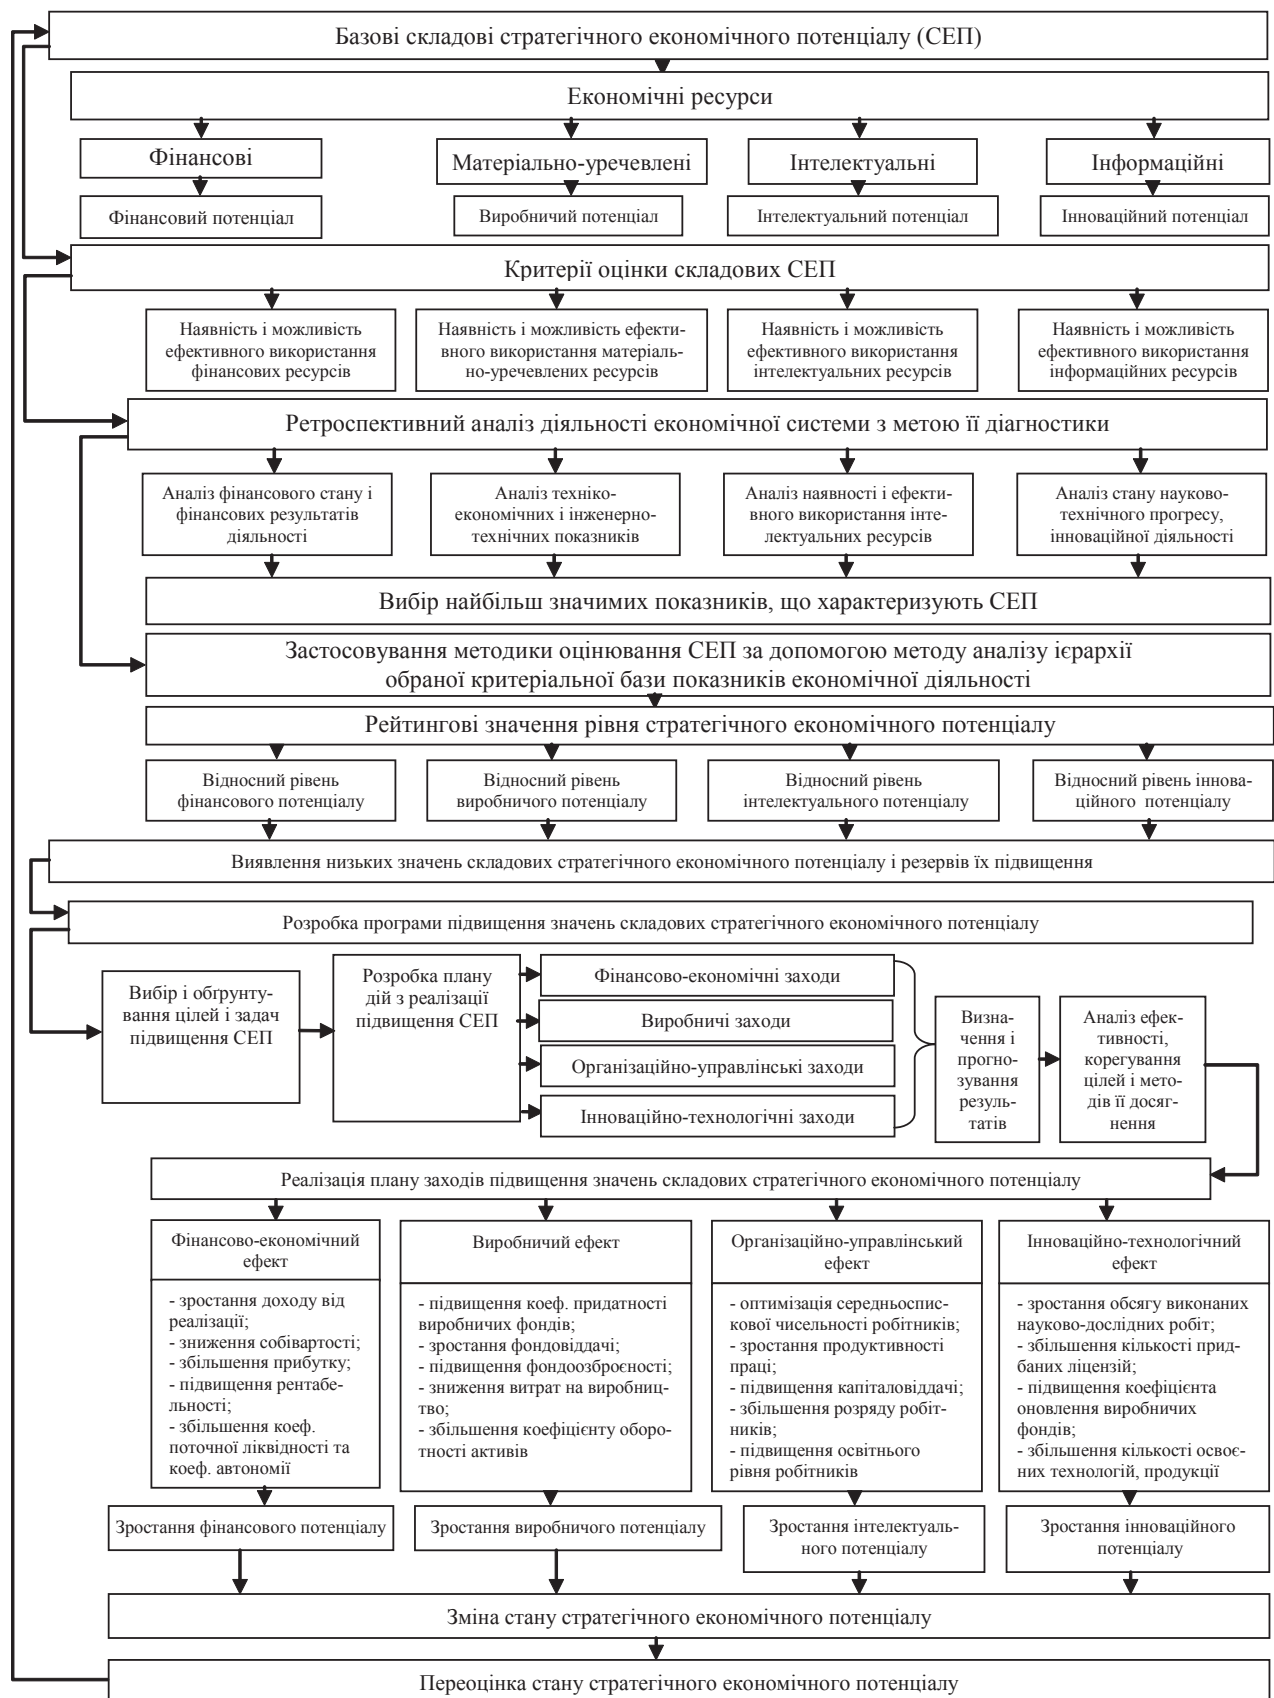 Базові складові стратегічного економічного потенціалу (СЕП)
Економічні ресурси
Фінансові
Матеріально-уречевлені
Інтелектуальні
Інформаційні
Фінансовий потенціал
Виробничий потенціал
Інтелектуальний потенціал
Інноваційний потенціал
Критерії оцінки складових СЕП
Наявність і можливість
ефективного використання
фінансових ресурсів
Наявність і можливість ефекти-
вного використання матеріаль-
но-уречевлених ресурсів
Наявність і можливість
ефективного використання
інтелектуальних ресурсів
Наявність і можливість
ефективного використання
інформаційних ресурсів
Ретроспективний аналіз діяльності економічної системи з метою її діагностики
Аналіз фінансового стану і
фінансових результатів
діяльності
Аналіз техніко-
економічних і інженерно-
технічних показників
Аналіз наявності і ефекти-
вного використання інте-
лектуальних ресурсів
Аналіз стану науково-
технічного прогресу,
інноваційної діяльності
Вибір найбільш значимих показників, що характеризують СЕП
Застосовування методики оцінювання СЕП за допомогою методу аналізу ієрархії
обраної критеріальної бази показників економічної діяльності
Рейтингові значення рівня стратегічного економічного потенціалу
Відносний рівень
фінансового потенціалу
Відносний рівень
виробничого потенціалу
Відносний рівень
інтелектуального потенціалу
Відносний рівень іннова-
ційного потенціалу
Виявлення низьких значень складових стратегічного економічного потенціалу і резервів їх підвищення
Розробка програми підвищення значень складових стратегічного економічного потенціалу
Вибір і обґрунту-
вання цілей і задач
підвищення СЕП
Розробка плану
дій з реалізації
підвищення СЕП
Фінансово-економічні заходи
Виробничі заходи
Організаційно-управлінські заходи
Інноваційно-технологічні заходи
Визна-
чення і
прогно-
зування
резуль-
татів
Аналіз ефек-
тивності,
корегування
цілей і мето-
дів її досяг-
нення
Реалізація плану заходів підвищення значень складових стратегічного економічного потенціалу
Фінансово-економічний
ефект
- зростання доходу від
реалізації;
- зниження собівартості;
- збільшення прибутку;
- підвищення рентабе-
льності;
- збільшення коеф.
поточної ліквідності та
коеф. автономії
Виробничий ефект
- підвищення коеф. придатності
виробничих фондів;
- зростання фондовіддачі;
- підвищення фондоозброєності;
- зниження витрат на виробниц-
тво;
- збільшення коефіцієнту оборо-
тності активів
Організаційно-управлінський
ефект
- оптимізація середньоспис-
кової чисельності робітників;
- зростання продуктивності
праці;
- підвищення капіталовіддачі;
- збільшення розряду робіт-
ників;
- підвищення освітнього
рівня робітників
Інноваційно-технологічний
ефект
- зростання обсягу виконаних
науково-дослідних робіт;
- збільшення кількості прид-
баних ліцензій;
- підвищення коефіцієнта
оновлення виробничих
фондів;
- збільшення кількості освоє-
них технологій, продукції
Зростання фінансового потенціалу
Зростання виробничого потенціалу
Зростання інтелектуаль-
ного потенціалу
Зростання інноваційного
потенціалу
Зміна стану стратегічного економічного потенціалу
Переоцінка стану стратегічного економічного потенціалу